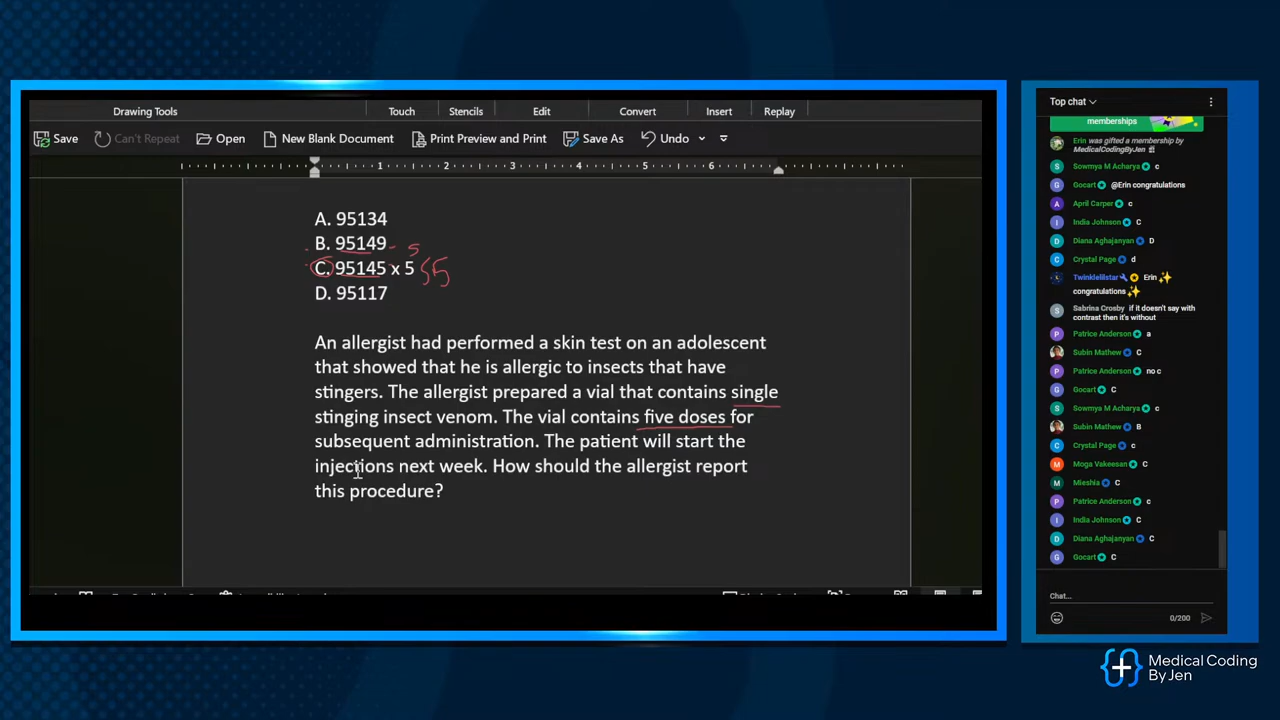 Drawing Tools
Touch
Stencils
Edit
Convert
Insert
Replay
Save
Can't Repeat
Open
New Blank Document
Print Preview and Print
Save As
Undo
1 2 3 4 5 6
A. 95134
B. 95149
C. 95145 x 5
D. 95117
An allergist had performed a skin test on an adolescent
that showed that he is allergic to insects that have
stingers. The allergist prepared a vial that contains single
stinging insect venom. The vial contains five doses for
subsequent administration. The patient will start the
injections next week. How should the allergist report
this procedure?
Top chat
memberships
Erin was gifted a membership by
MedicalCodingByJen
Sowmya M Acharya c
Gocart @Erin congratulations
April Carper c
India Johnson C
Diana Aghajanyan D
Crystal Page d
Twinklelilstar Erin
congratulations
Sabrina Crosby if it doesn't say with
contrast then it's without
Patrice Anderson a
Subin Mathew C
Patrice Anderson no c
Gocart C
Sowmya M Acharya c
Subin Mathew B
Crystal Page c
Moga Vakeesan C
Mieshia C
Patrice Anderson c
India Johnson C
Diana Aghajanyan C
Gocart C
Chat...
0/200
Medical Coding
By Jen